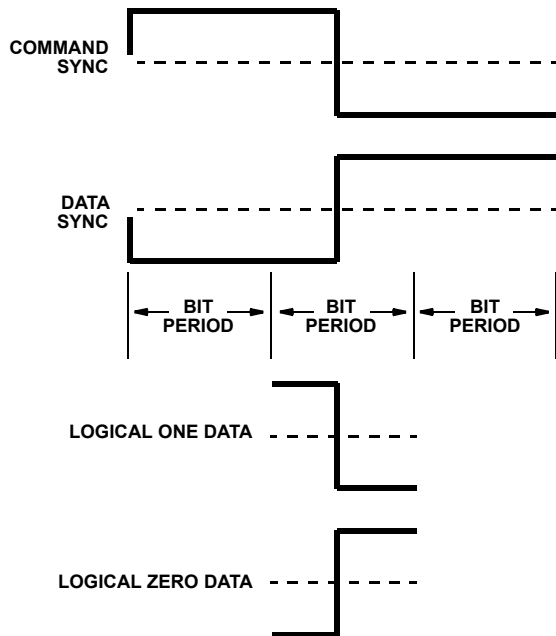 COMMAND
SYNC
DATA
SYNC
BIT
PERIOD
BIT
PERIOD
BIT
PERIOD
LOGICAL ONE DATA
LOGICAL ZERO DATA